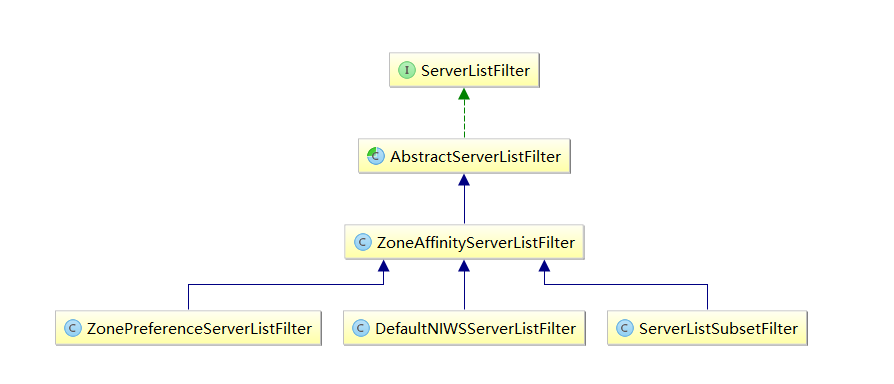 I ServerListFilter
C AbstractServerListFilter
C ZoneAffinityServerListFilter
C ZonePreferenceServerListFilter
C DefaultNIWSServerListFilter
C ServerListSubsetFilter